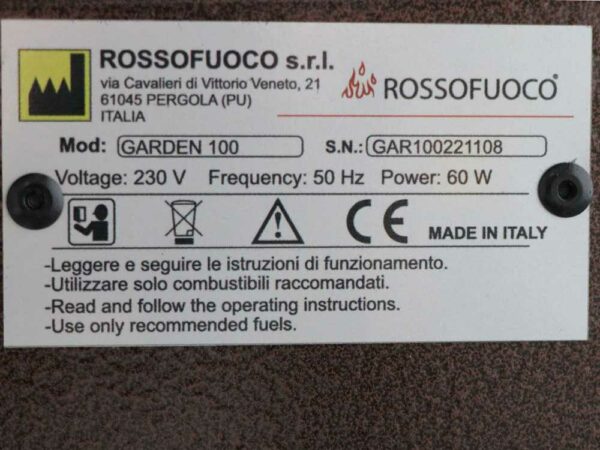 ROSSOFUOCO s.r.l.
via Cavalieri di Vittorio Veneto, 21
61045 PERGOLA (PU)
ITALIA
ROSSOFUOCO®
Mod: GARDEN 100 S.N.: GAR100221108
Voltage: 230 V Frequency: 50 Hz Power: 60 W
CE MADE IN ITALY
-Leggere e seguire le istruzioni di funzionamento.
-Utilizzare solo combustibili raccomandati.
-Read and follow the operating instructions.
-Use only recommended fuels.